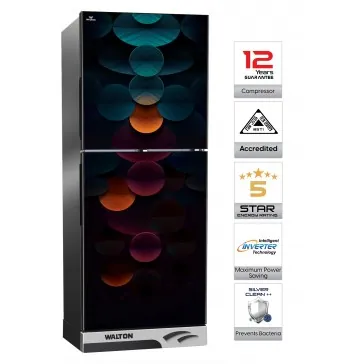 WALTON
12
Years
GUARANTEE
Compressor
BSTI
Accredited
5
STAR
ENERGY RATING
Intelligent
INVERTER
Technology
Maximum Power
Saving
SILVER
CLEAN ++
Prevents Bacteria